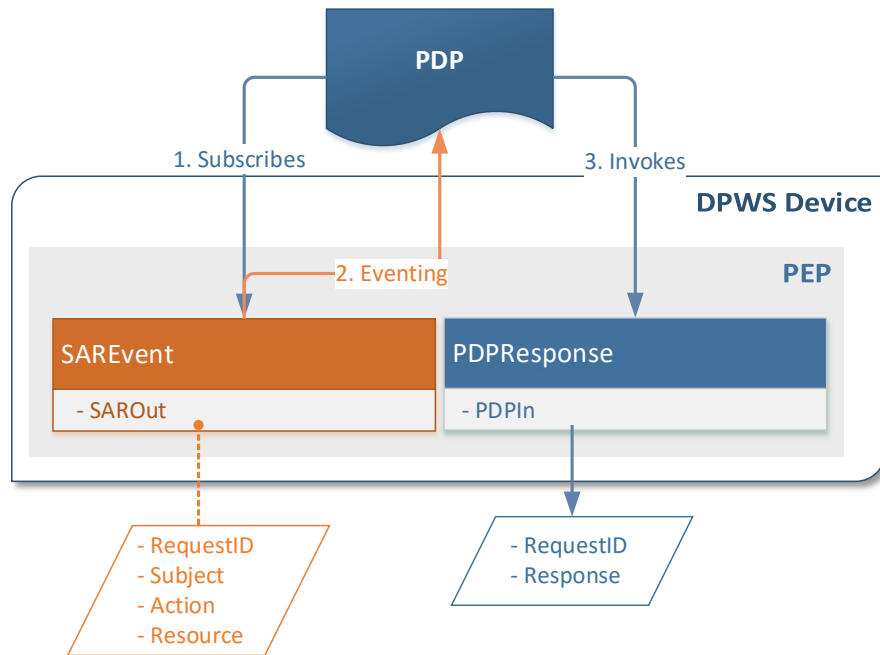 PDP
1. Subscribes
3. Invokes
DPWS Device
2. Eventing
PEP
SAREvent
- SAROut
PDPResponse
- PDPIn
- RequestID
- Subject
- Action
- Resource
- RequestID
- Response